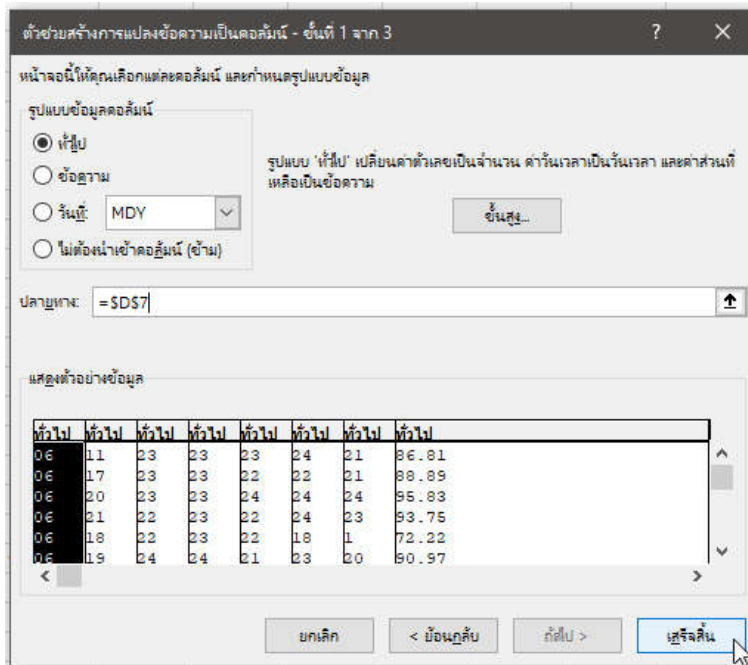 ตัวช่วยสร้างการแปลงข้อความเป็นคอลัมน์ - ขั้นที่ 1 จาก 3 ?
หน้าจอนี้ให้คุณเลือกแต่ละคอลัมน์ และกำหนดรูปแบบข้อมูล
รูปแบบข้อมูลคอลัมน์
ทั่วไป
ข้อความ
วันที่: MDY
ไม่ต้องนำเข้าคอลัมน์ (ข้าม)
รูปแบบ 'ทั่วไป' เปลี่ยนค่าตัวเลขเป็นจำนวน ค่าวันเวลาเป็นวันเวลา และค่าส่วนที่
เหลือเป็นข้อความ
ขั้นสูง...
ปลายทาง: =$D$7
แสดงตัวอย่างข้อมูล
ทั่วไป ทั่วไป ทั่วไป ทั่วไป ทั่วไป ทั่วไป ทั่วไป ทั่วไป
06 11 23 23 23 24 21 86.81
06 17 23 23 22 22 21 88.89
06 20 23 23 24 24 24 95.83
06 21 22 23 22 24 23 93.75
06 18 22 23 22 18 1 72.22
06 19 24 24 21 23 20 90.97
ยกเลิก < ย้อนกลับ ถัดไป > เสร็จสิ้น